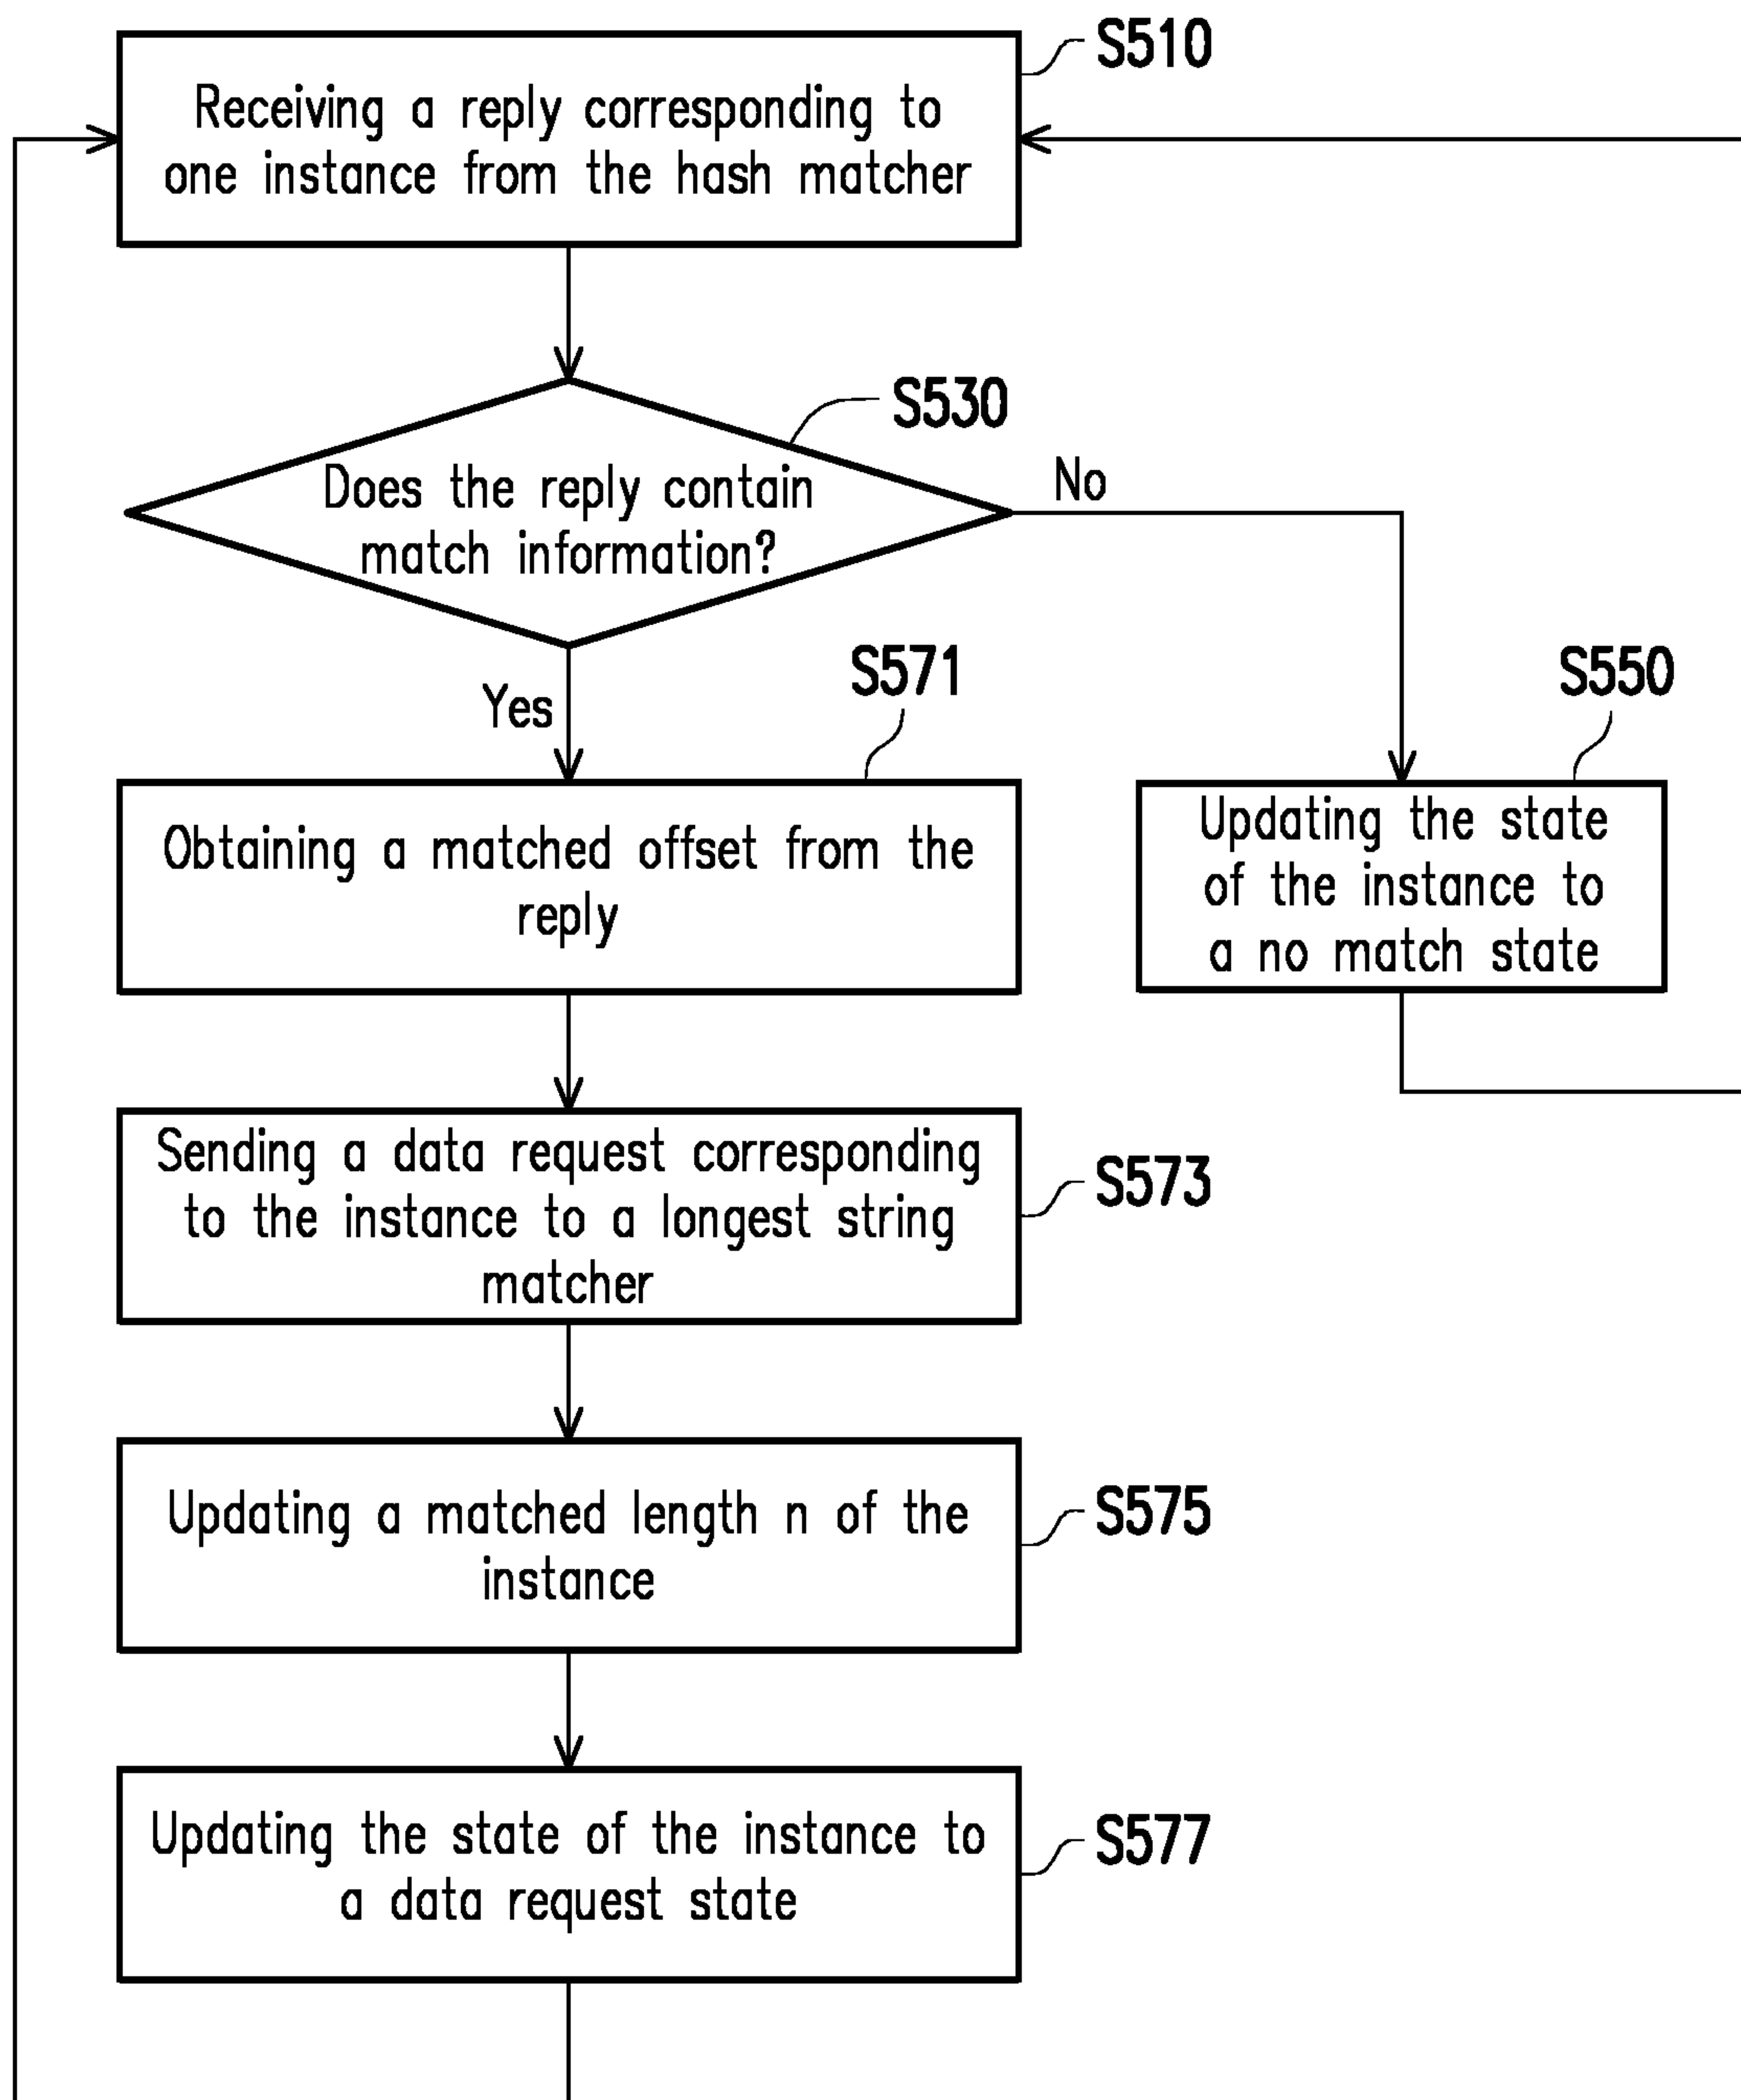 S510
Receiving a reply corresponding to
one instance from the hash matcher
S530
Does the reply contain
match information?
No
Yes
S571
S550
Obtaining a matched offset from the
reply
Updating the state
of the instance to
a no match state
Sending a data request corresponding
to the instance to a longest string
matcher
S573
Updating a matched length n of the
instance
S575
Updating the state of the instance to
a data request state
S577